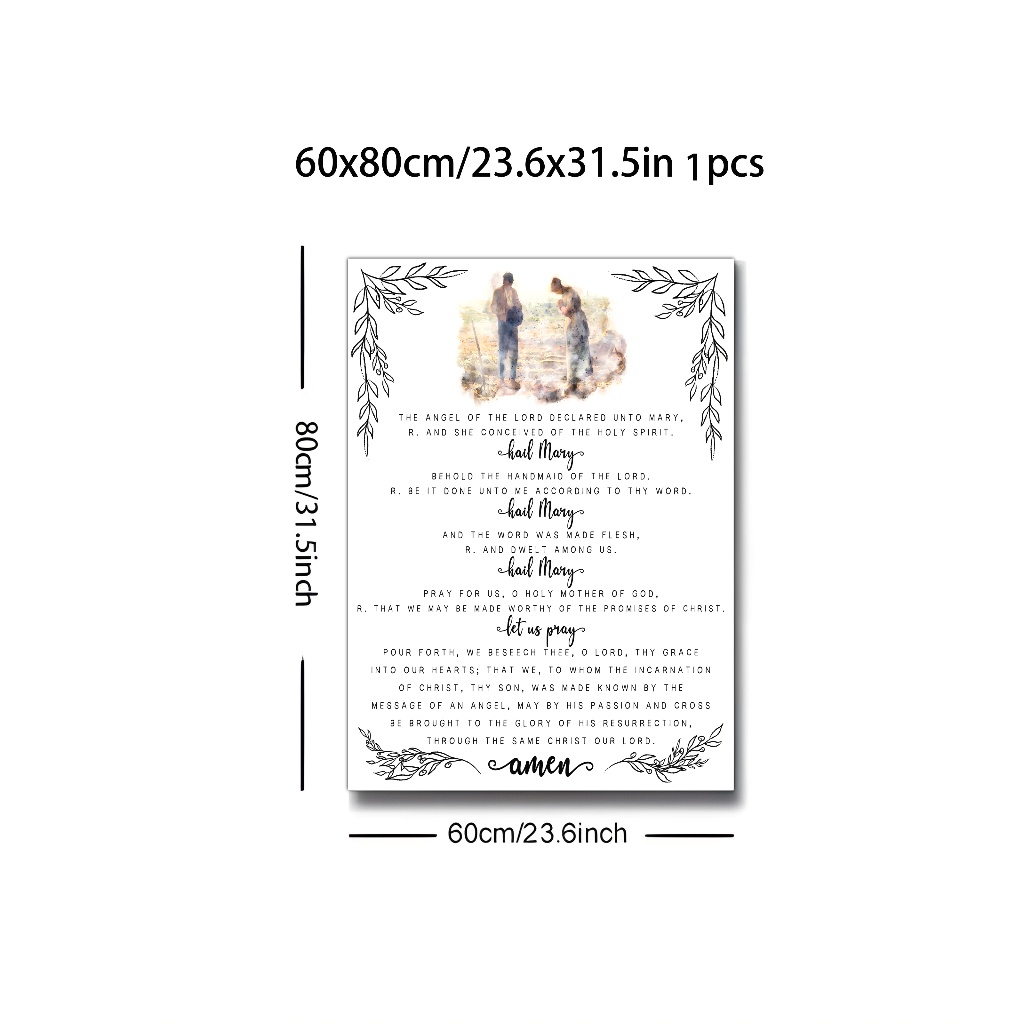 60x80cm/23.6x31.5in 1pcs
80cm/31.5inch
THE ANGEL OF THE LORD DECLARED UNTO MARY,
R. AND SHE CONCEIVED OF THE HOLY SPIRIT.
hail Mary
BEHOLD THE HANDMAID OF THE LORD,
R. BE IT DONE UNTO ME ACCORDING TO THY WORD.
hail Mary
AND THE WORD WAS MADE FLESH,
R. AND DWELT AMONG US.
hail Mary
PRAY FOR US, O HOLY MOTHER OF GOD,
R. THAT WE MAY BE MADE WORTHY OF THE PROMISES OF CHRIST.
let us pray
POUR FORTH, WE BESEECH THEE, O LORD, THY GRACE
INTO OUR HEARTS; THAT WE, TO WHOM THE INCARNATION
OF CHRIST, THY SON, WAS MADE KNOWN BY THE
MESSAGE OF AN ANGEL, MAY BY HIS PASSION AND CROSS
BE BROUGHT TO THE GLORY OF HIS RESURRECTION,
THROUGH THE SAME CHRIST OUR LORD.
amen
60cm/23.6inch